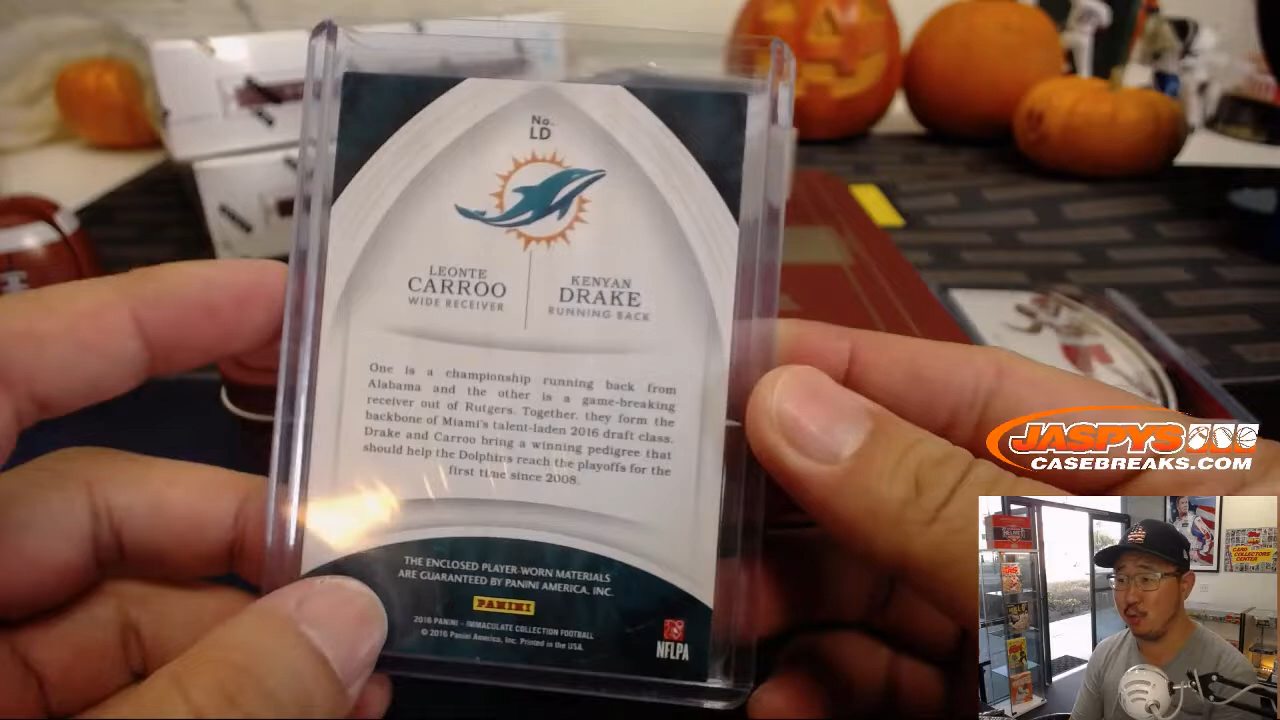 No.
LD
LEONTE
CARROO
WIDE RECEIVER
KENYAN
DRAKE
RUNNING BACK
One is a championship running back from
Alabama and the other is a game-breaking
receiver out of Rutgers. Together, they form the
backbone of Miami's talent-laden 2016 draft class.
Drake and Carroo bring a winning pedigree that
should help the Dolphins reach the playoffs for the
first time since 2008.
THE ENCLOSED PLAYER-WORN MATERIALS
ARE GUARANTEED BY PANINI AMERICA, INC.
PANINI
2016 PANINI - IMMACULATE COLLECTION FOOTBALL
© 2016 Panini America, Inc. Printed in the USA.
NFLPA
JASPYS
CASEBREAKS.COM
CARD
COLLECTORS
CENTER